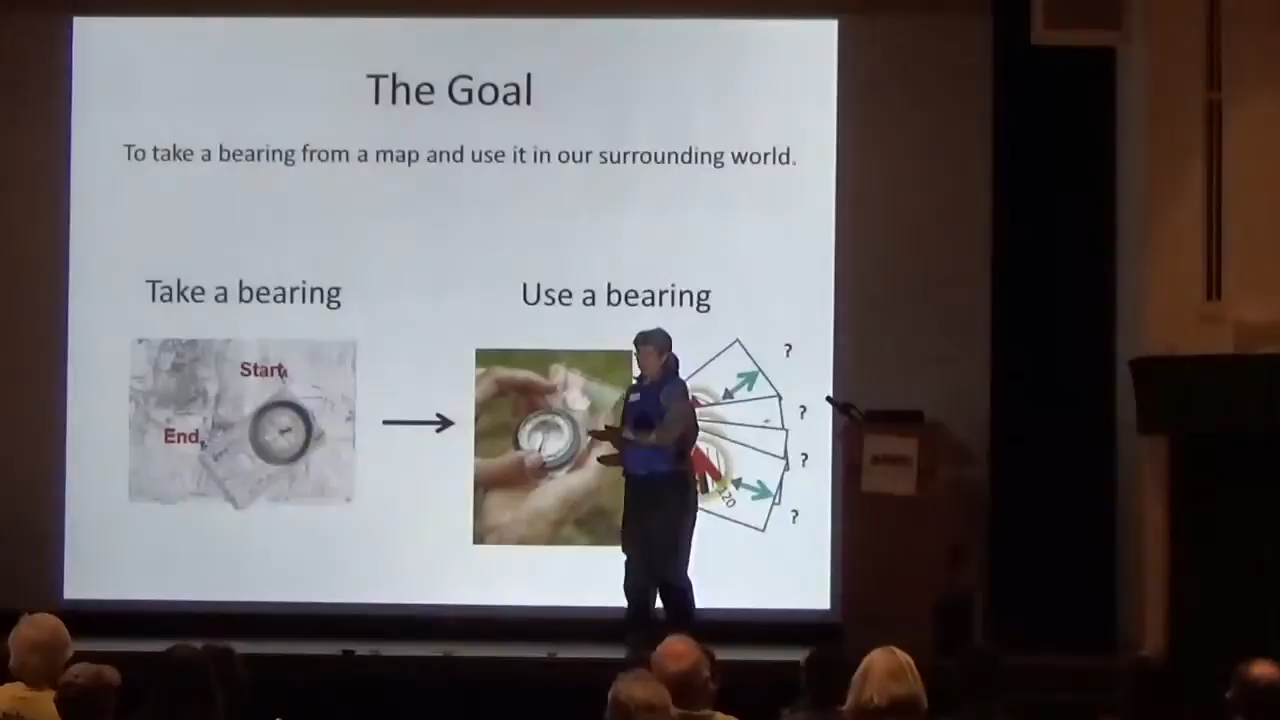 The Goal
To take a bearing from a map and use it in our surrounding world.
Take a bearing
Use a bearing
Start
End
?
?
?
?
20